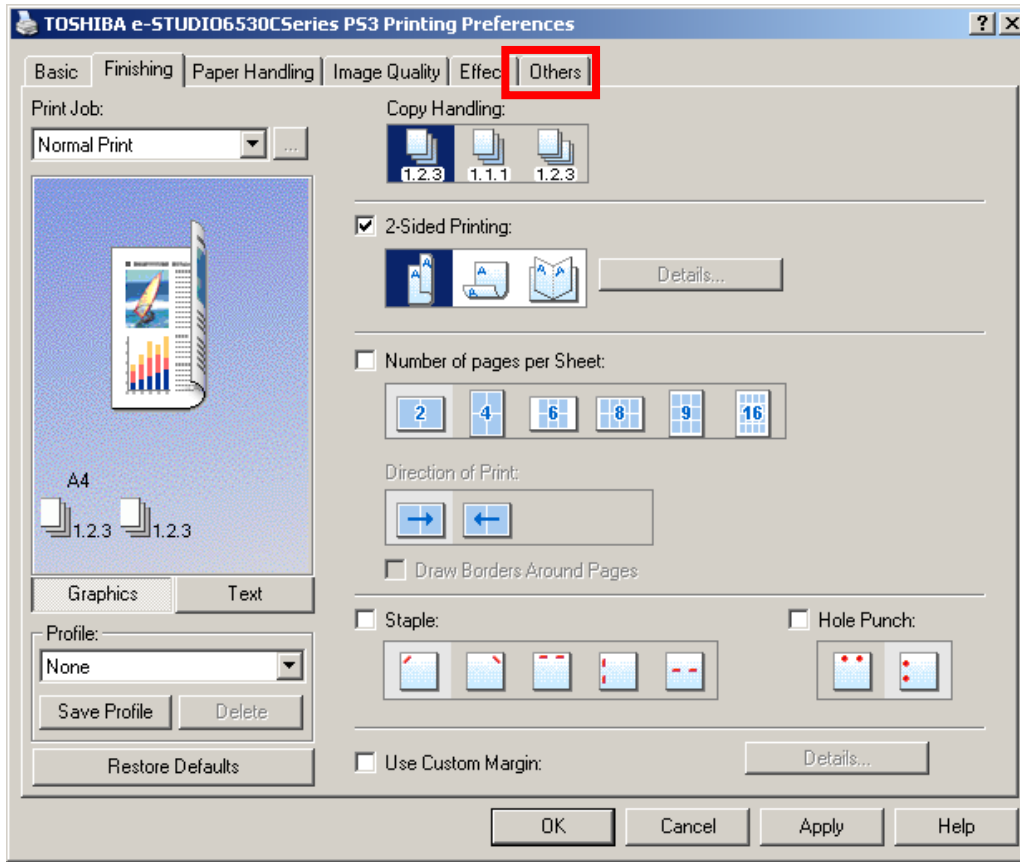 TOSHIBA e-STUDIO6530CSeries PS3 Printing Preferences
Basic Finishing Paper Handling Image Quality Effec Others
Print Job:
Normal Print
...
A4
1.2.3 1.2.3
Graphics Text
Profile:
None
Save Profile Delete
Restore Defaults
Copy Handling:
1.2.3 1.1.1 1.2.3
2-Sided Printing:
A A A A A
Details...
Number of pages per Sheet:
2 4 6 8 9 16
Direction of Print:
Draw Borders Around Pages
Staple:
Hole Punch:
Use Custom Margin:
Details...
OK Cancel Apply Help